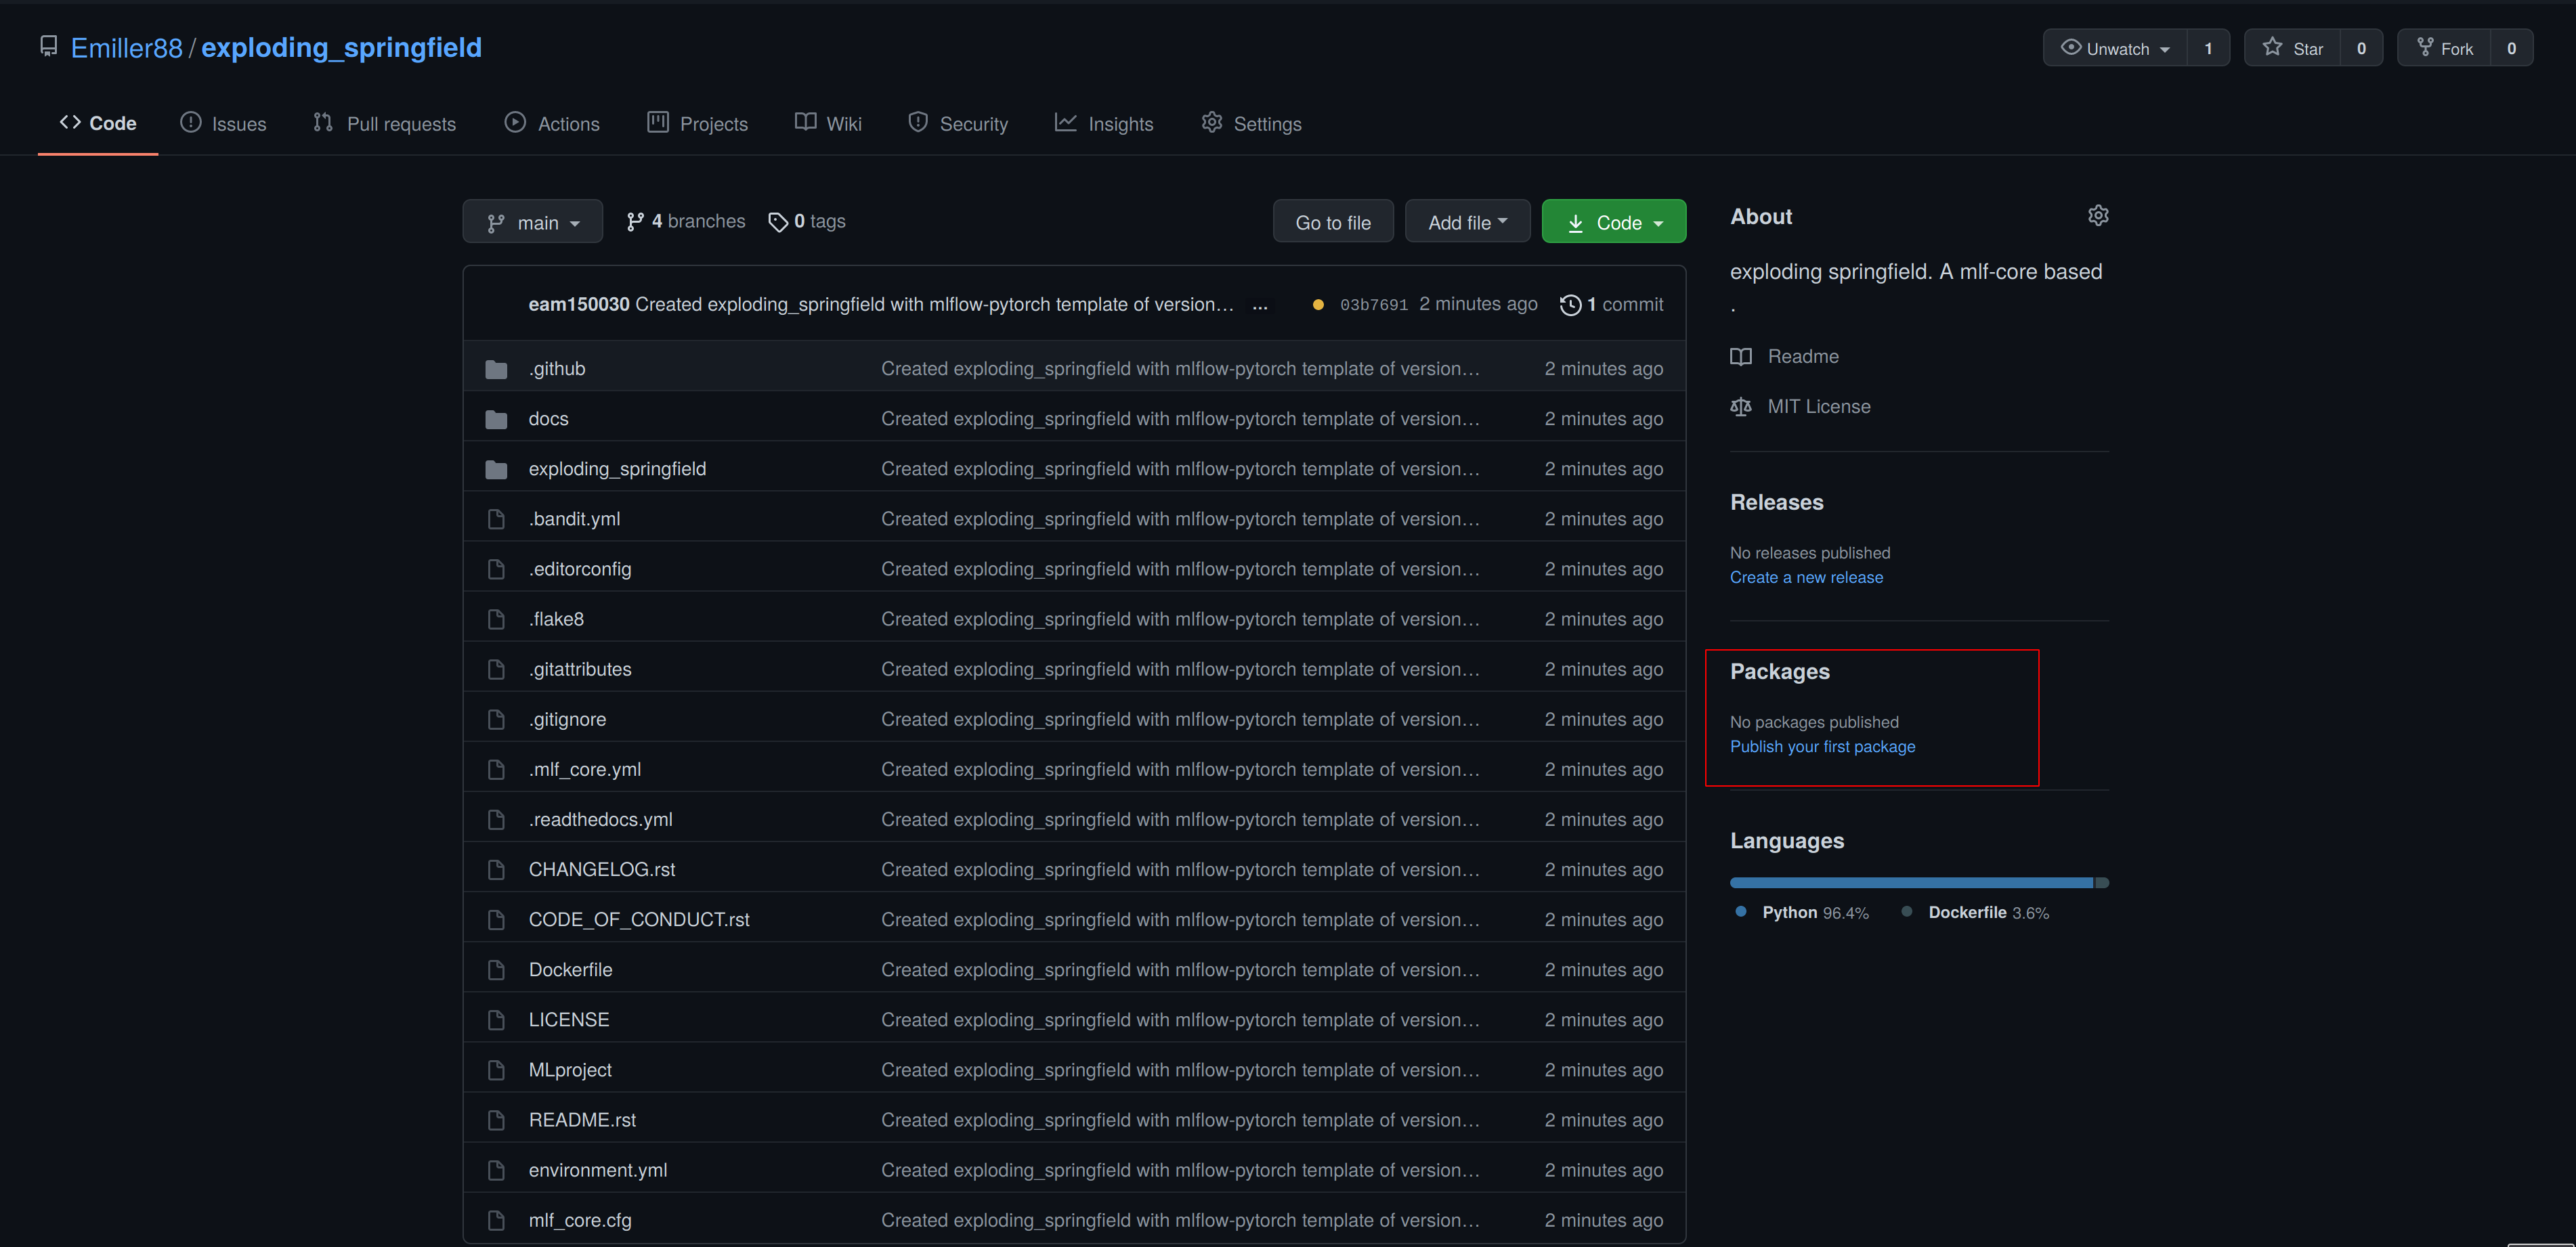 Emiller88 / exploding_springfield
Unwatch 1 Star 0 Fork 0
Code Issues Pull requests Actions Projects Wiki Security Insights Settings
main 4 branches 0 tags Go to file Add file Code
eam150030 Created exploding_springfield with mlflow-pytorch template of version… ... 03b7691 2 minutes ago 1 commit
.github Created exploding_springfield with mlflow-pytorch template of version… 2 minutes ago
docs Created exploding_springfield with mlflow-pytorch template of version… 2 minutes ago
exploding_springfield Created exploding_springfield with mlflow-pytorch template of version… 2 minutes ago
.bandit.yml Created exploding_springfield with mlflow-pytorch template of version… 2 minutes ago
.editorconfig Created exploding_springfield with mlflow-pytorch template of version… 2 minutes ago
.flake8 Created exploding_springfield with mlflow-pytorch template of version… 2 minutes ago
.gitattributes Created exploding_springfield with mlflow-pytorch template of version… 2 minutes ago
.gitignore Created exploding_springfield with mlflow-pytorch template of version… 2 minutes ago
.mlf_core.yml Created exploding_springfield with mlflow-pytorch template of version… 2 minutes ago
.readthedocs.yml Created exploding_springfield with mlflow-pytorch template of version… 2 minutes ago
CHANGELOG.rst Created exploding_springfield with mlflow-pytorch template of version… 2 minutes ago
CODE_OF_CONDUCT.rst Created exploding_springfield with mlflow-pytorch template of version… 2 minutes ago
Dockerfile Created exploding_springfield with mlflow-pytorch template of version… 2 minutes ago
LICENSE Created exploding_springfield with mlflow-pytorch template of version… 2 minutes ago
MLproject Created exploding_springfield with mlflow-pytorch template of version… 2 minutes ago
README.rst Created exploding_springfield with mlflow-pytorch template of version… 2 minutes ago
environment.yml Created exploding_springfield with mlflow-pytorch template of version… 2 minutes ago
mlf_core.cfg Created exploding_springfield with mlflow-pytorch template of version… 2 minutes ago
About
exploding springfield. A mlf-core based
.
Readme
MIT License
Releases
No releases published
Create a new release
Packages
No packages published
Publish your first package
Languages
Python 96.4% Dockerfile 3.6%